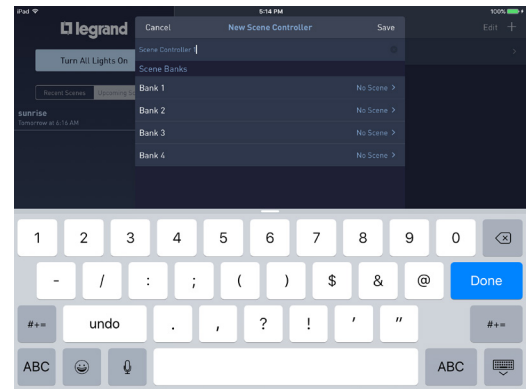 iPad 5:14 PM 100%
legrand Cancel New Scene Controller Save Edit +
Scene Controller 1
Turn All Lights On
Scene Banks
Recent Scenes Upcoming
Bank 1 No Scene >
sunrise
Tomorrow at 6:16 AM
Bank 2 No Scene >
Bank 3 No Scene >
Bank 4 No Scene >
1 2 3 4 5 6 7 8 9 0
- / : ; ( ) $ & @ Done
#+= undo . , ? ! ' " #+=
ABC ABC